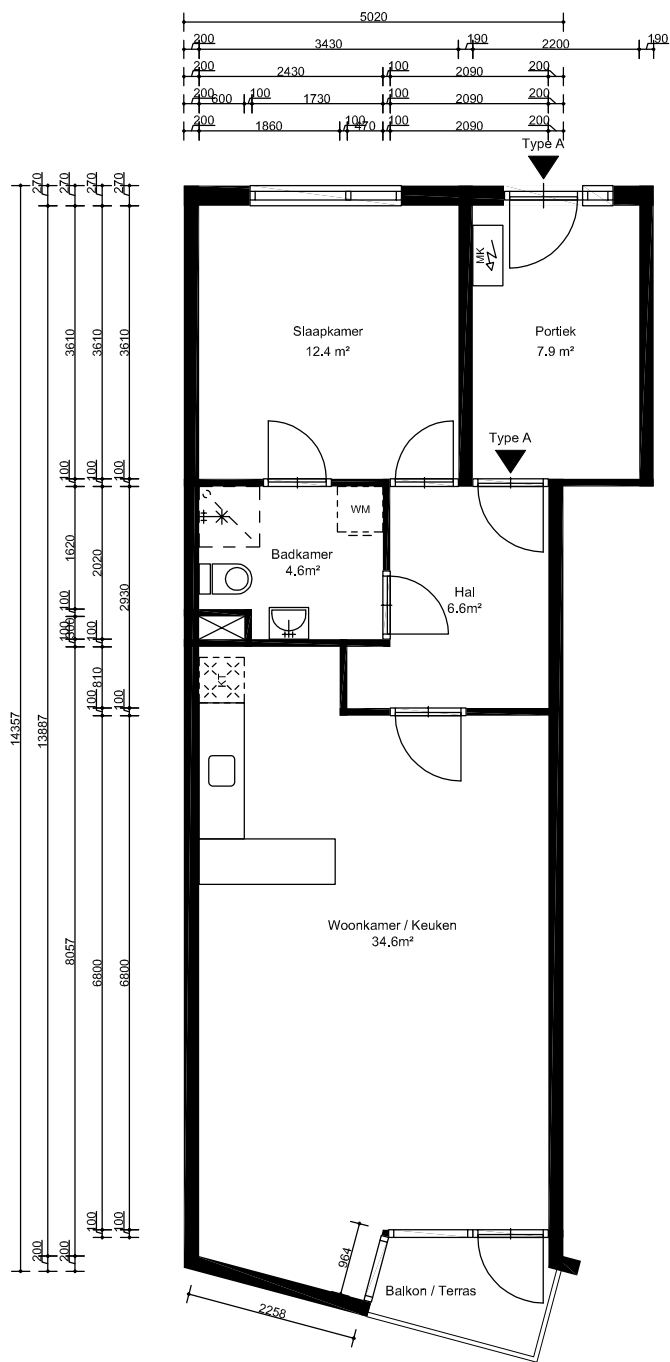 5020
200 3430 190 2200 190
200 2430 100 2090 200
200 600 100 1730 100 2090 200
200 1860 100 470 100 2090 200
Type A
270 270 270 270
MK
Slaapkamer
12.4 m²
Portiek
7.9 m²
3610 3610 3610
Type A
100 100 100
WM
Badkamer
4.6m²
Hal
6.6m²
1620 2020 2930
100
300
100 100
810
100 100
KT
14357 13887
Woonkamer / Keuken
34.6m²
8057 6800 6800
100 100
200 200
964
Balkon / Terras
2258